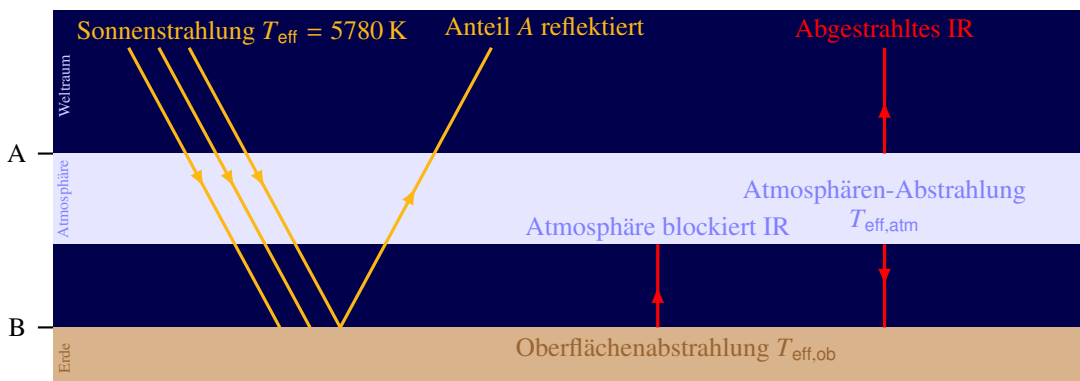 Sonnenstrahlung T_eff = 5780 K
Anteil A reflektiert
Abgestrahltes IR
Weltraum
A
Atmosphäre
Atmosphären-Abstrahlung
T_eff,atm
Atmosphäre blockiert IR
B
Erde
Oberflächenabstrahlung T_eff,ob